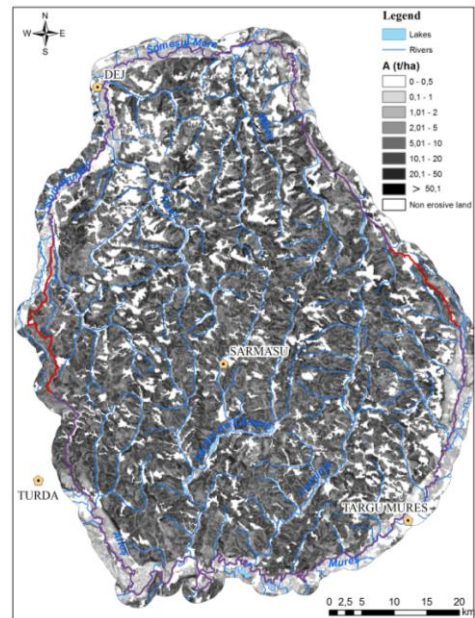 N
W E
S
Legend
Lakes
Rivers
A (t/ha)
0 - 0,5
0,1 - 1
1,01 - 2
2,01 - 5
5,01 - 10
10,1 - 20
20,1 - 50
> 50,1
Non erosive land
Somesul Mare
DEJ
SARMASU
TURDA
TARGU MURES
Mures
0 2,5 5 10 15 20
km